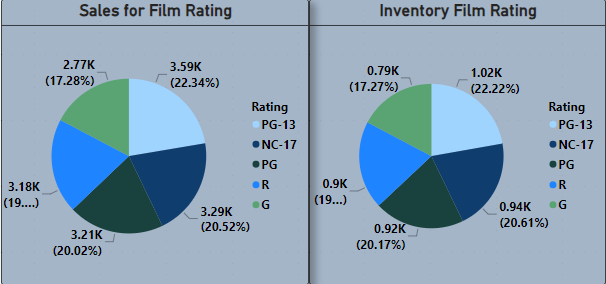 Sales for Film Rating
2.77K
(17.28%)
3.59K
(22.34%)
3.18K
(19....)
3.21K
(20.02%)
3.29K
(20.52%)
Rating
PG-13
NC-17
PG
R
G
Inventory Film Rating
0.79K
(17.27%)
1.02K
(22.22%)
0.9K
(19...)
0.92K
(20.17%)
0.94K
(20.61%)
Rating
PG-13
NC-17
PG
R
G